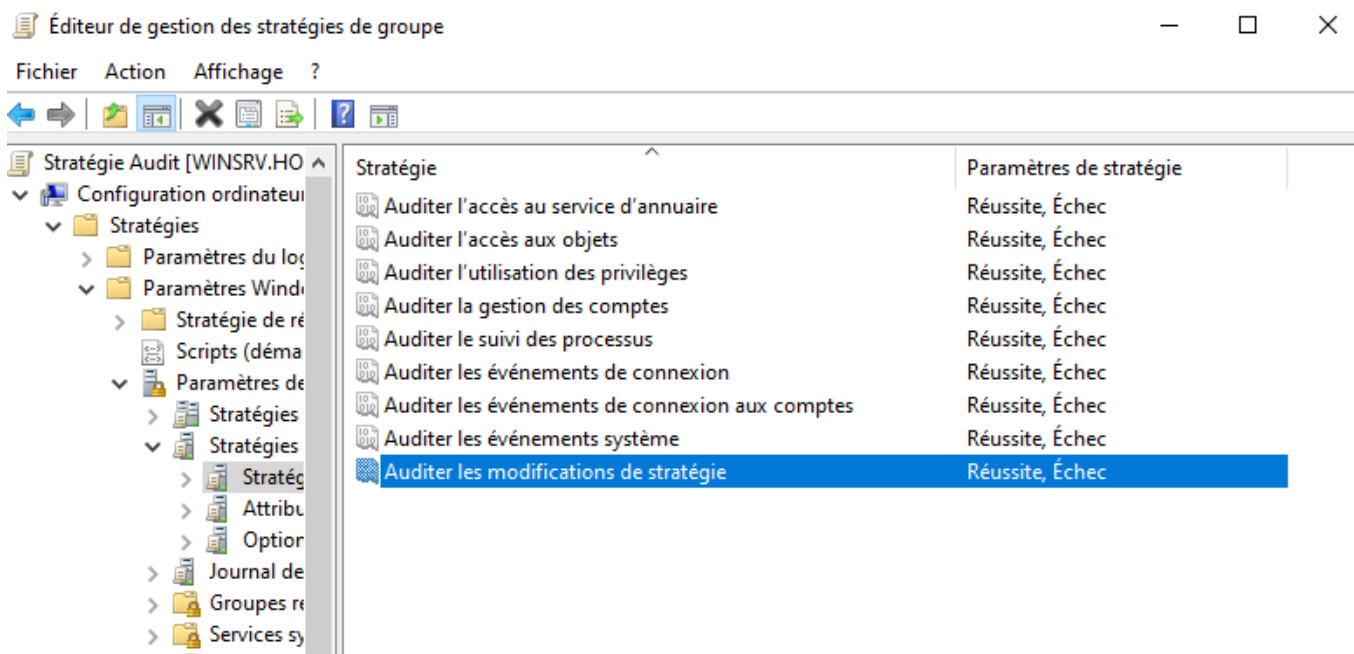 Éditeur de gestion des stratégies de groupe
Fichier Action Affichage ?
Stratégie Audit [WINSRV.HO
Configuration ordinateu
Stratégies
Paramètres du log
Paramètres Wind
Stratégie de ré
Scripts (déma
Paramètres de
Stratégies
Stratégies
Stratég
Attribu
Option
Journal de
Groupes re
Services sy
Stratégie Paramètres de stratégie
Auditer l’accès au service d’annuaire Réussite, Échec
Auditer l’accès aux objets Réussite, Échec
Auditer l’utilisation des privilèges Réussite, Échec
Auditer la gestion des comptes Réussite, Échec
Auditer le suivi des processus Réussite, Échec
Auditer les événements de connexion Réussite, Échec
Auditer les événements de connexion aux comptes Réussite, Échec
Auditer les événements système Réussite, Échec
Auditer les modifications de stratégie Réussite, Échec